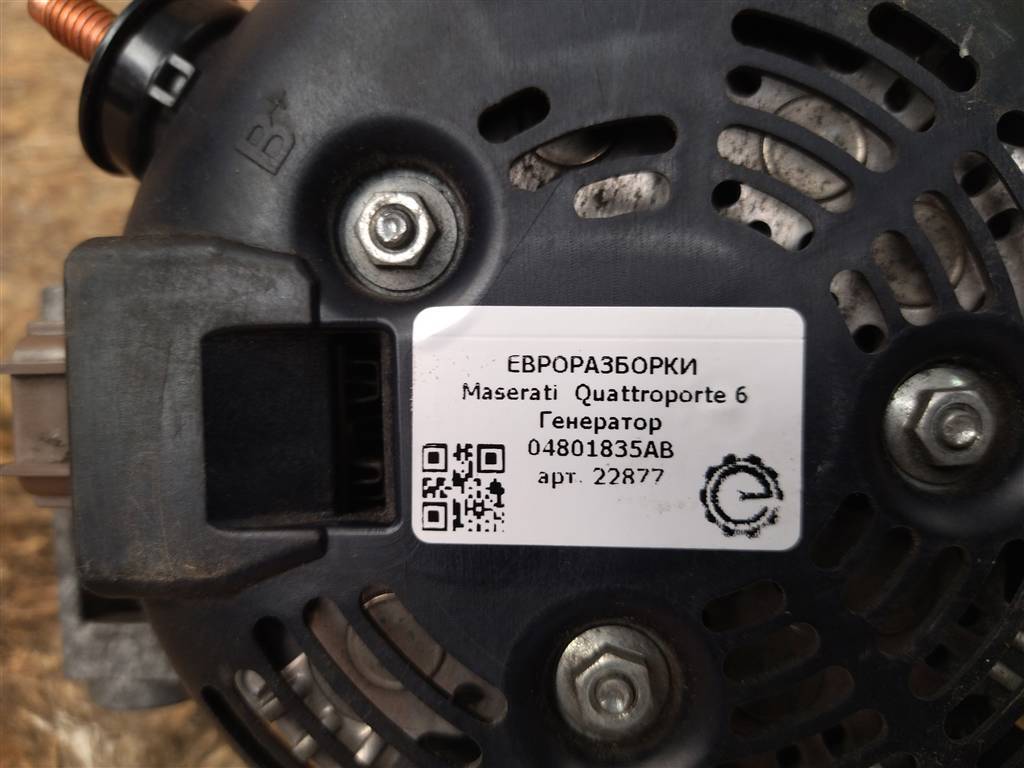 B+
ЕВРОРАЗБОРКИ
Maserati Quattroporte 6
Генератор
04801835AB
арт. 22877